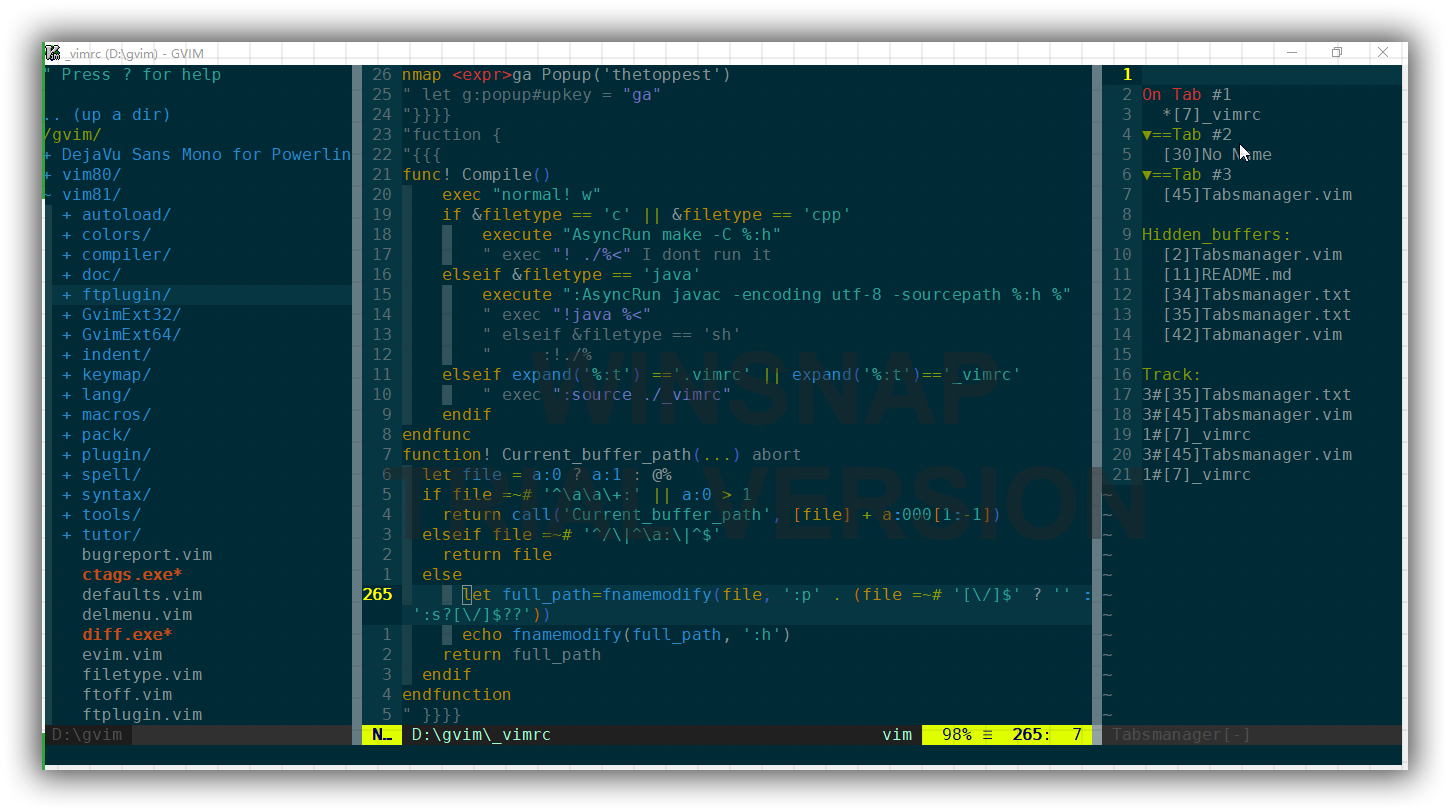 _vimrc (D:\gvim) - GVIM
" Press ? for help
.. (up a dir)
/gvim/
+ DejaVu Sans Mono for Powerlin
+ vim80/
~ vim81/
+ autoload/
+ colors/
+ compiler/
+ doc/
+ ftplugin/
+ GvimExt32/
+ GvimExt64/
+ indent/
+ keymap/
+ lang/
+ macros/
+ pack/
+ plugin/
+ spell/
+ syntax/
+ tools/
+ tutor/
bugreport.vim
ctags.exe*
defaults.vim
delmenu.vim
diff.exe*
evim.vim
filetype.vim
ftoff.vim
ftplugin.vim
D:\gvim
26 nmap <expr>ga Popup('thetoppest')
25 " let g:popup#upkey = "ga"
24 "}}}}
23 "fuction {
22 "{{{
21 func! Compile()
20 exec "normal! w"
19 if &filetype == 'c' || &filetype == 'cpp'
18 execute "AsyncRun make -C %:h"
17 " exec "! ./%<" I dont run it
16 elseif &filetype == 'java'
15 execute ":AsyncRun javac -encoding utf-8 -sourcepath %:h %"
14 " exec "!java %<"
13 " elseif &filetype == 'sh'
12 " :!./%
11 elseif expand('%:t') =='.vimrc' || expand('%:t')=='_vimrc'
10 " exec ":source ./_vimrc"
9 endif
8 endfunc
7 function! Current_buffer_path(...) abort
6 let file = a:0 ? a:1 : @%
5 if file =~# '^\a\a\+:' || a:0 > 1
4 return call('Current_buffer_path', [file] + a:000[1:-1])
3 elseif file =~# '^/\|^\a:\|^$'
2 return file
1 else
265 let full_path=fnamemodify(file, ':p' . (file =~# '[\/]$' ? '' :
':s?[\/]$??'))
1 echo fnamemodify(full_path, ':h')
2 return full_path
3 endif
4 endfunction
5 " }}}}
N… D:\gvim\_vimrc vim 98% ≡ 265: 7
1
2 On Tab #1
3 *[7]_vimrc
4 ▼==Tab #2
5 [30]No Name
6 ▼==Tab #3
7 [45]Tabsmanager.vim
8
9 Hidden_buffers:
10 [2]Tabsmanager.vim
11 [11]README.md
12 [34]Tabsmanager.txt
13 [35]Tabsmanager.txt
14 [42]Tabmanager.vim
15
16 Track:
17 3#[35]Tabsmanager.txt
18 3#[45]Tabsmanager.vim
19 1#[7]_vimrc
20 3#[45]Tabsmanager.vim
21 1#[7]_vimrc
~
~
~
~
~
~
~
~
~
~
~
~
Tabsmanager[-]
WINSNAP
TRIAL VERSION